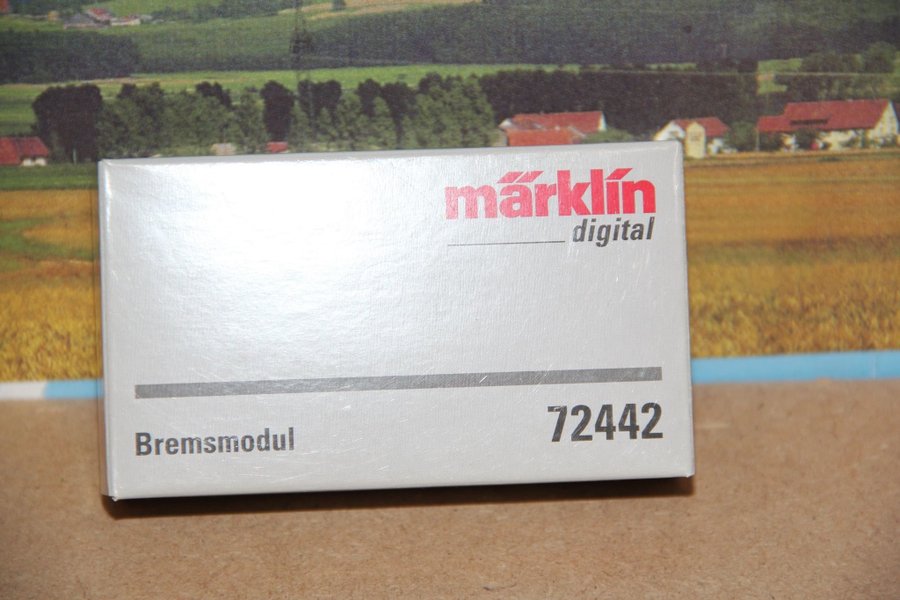 märklin
digital
Bremsmodul
72442